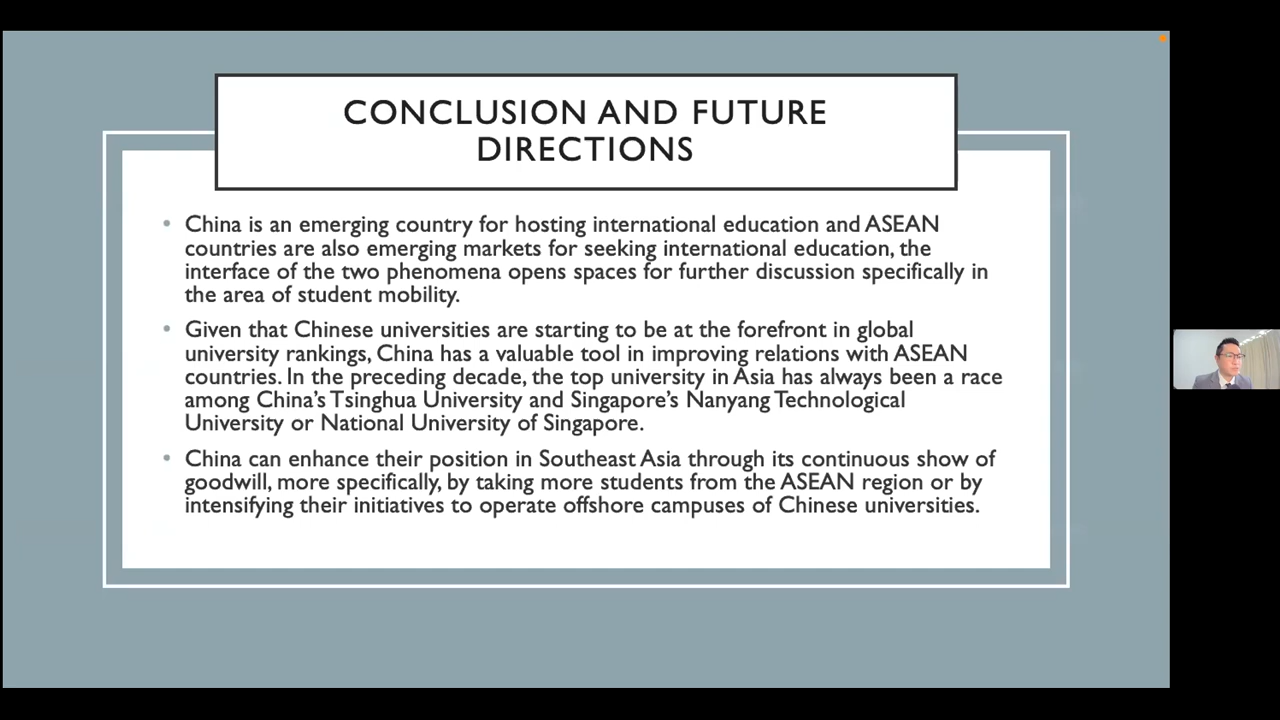 CONCLUSION AND FUTURE
DIRECTIONS
• China is an emerging country for hosting international education and ASEAN
countries are also emerging markets for seeking international education, the
interface of the two phenomena opens spaces for further discussion specifically in
the area of student mobility.
• Given that Chinese universities are starting to be at the forefront in global
university rankings, China has a valuable tool in improving relations with ASEAN
countries. In the preceding decade, the top university in Asia has always been a race
among China's Tsinghua University and Singapore's Nanyang Technological
University or National University of Singapore.
• China can enhance their position in Southeast Asia through its continuous show of
goodwill, more specifically, by taking more students from the ASEAN region or by
intensifying their initiatives to operate offshore campuses of Chinese universities.